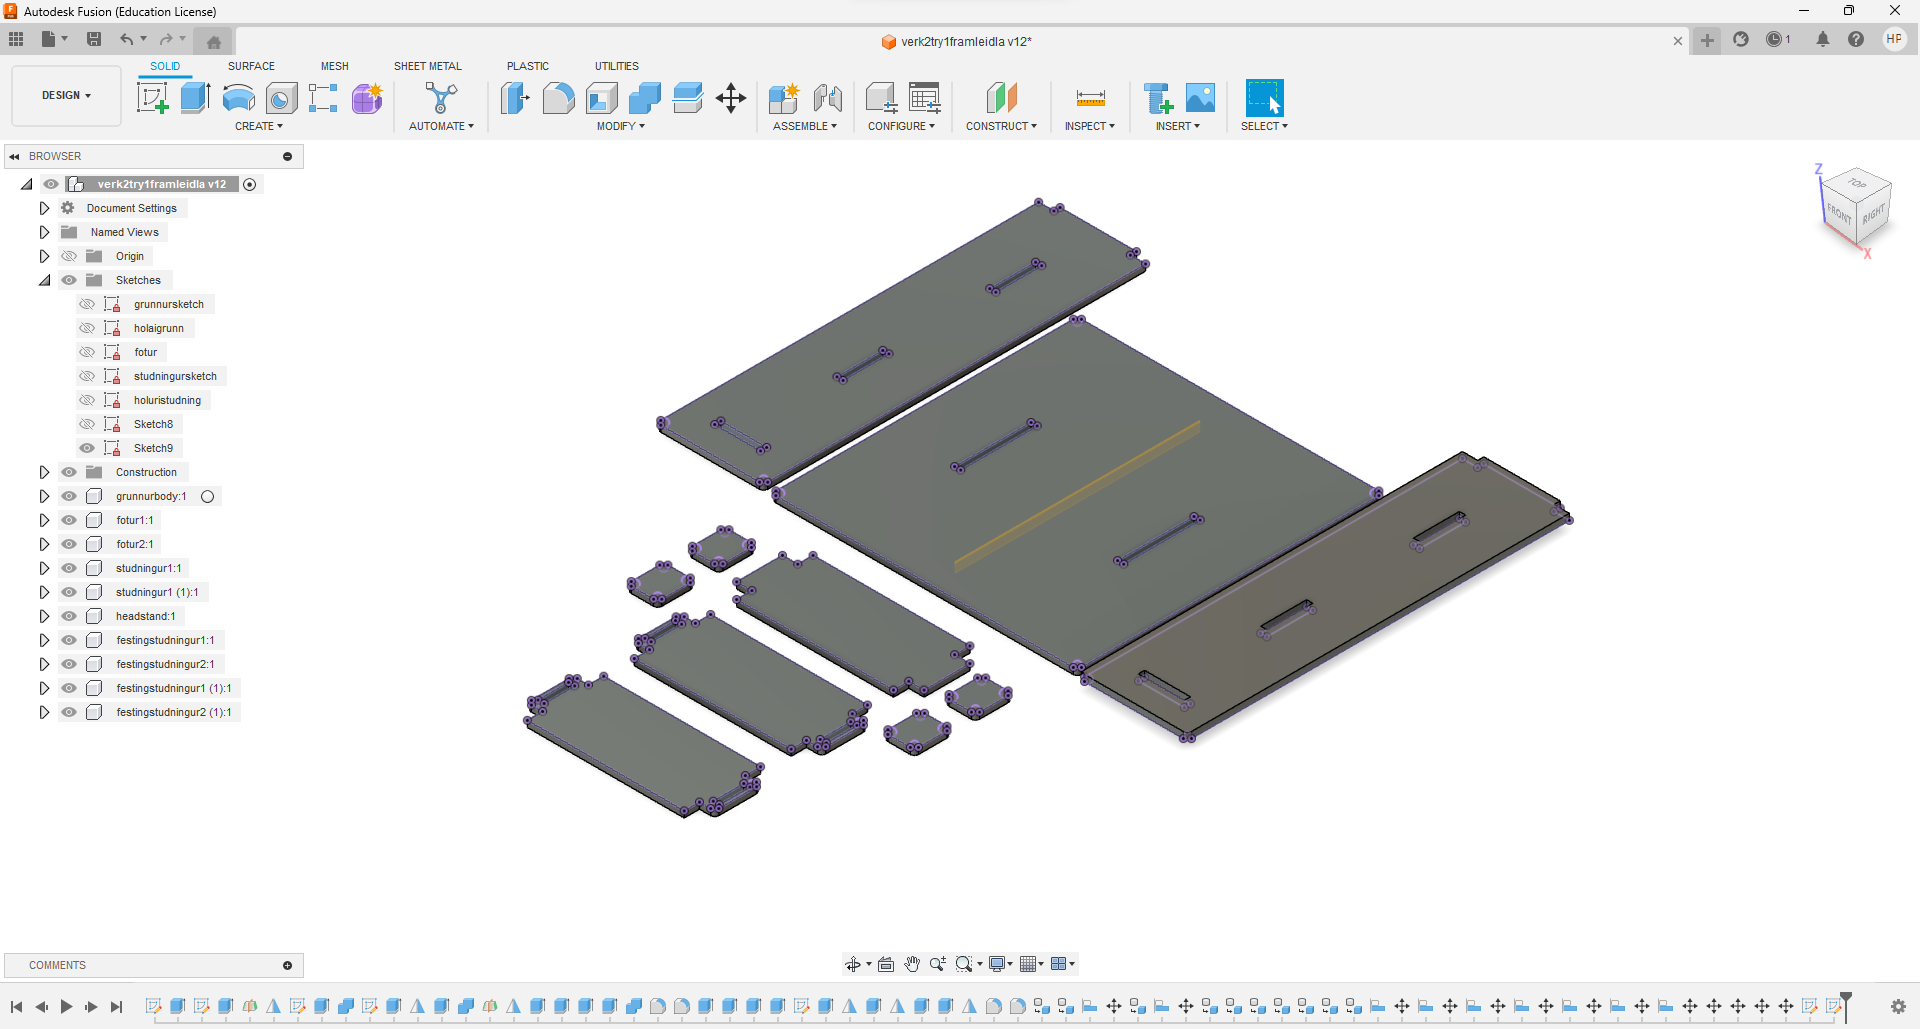 Autodesk Fusion (Education License)
verk2try1framleidla v12*
1
HP
DESIGN
SOLID
SURFACE
MESH
SHEET METAL
PLASTIC
UTILITIES
CREATE
AUTOMATE
MODIFY
ASSEMBLE
CONFIGURE
CONSTRUCT
INSPECT
INSERT
SELECT
BROWSER
verk2try1framleidla v12
Document Settings
Named Views
Origin
Sketches
grunnursketch
holaigrunn
fotur
studningursketch
holuristudning
Sketch8
Sketch9
Construction
grunnurbody:1
fotur1:1
fotur2:1
studningur1:1
studningur1 (1):1
headstand:1
festingstudningur1:1
festingstudningur2:1
festingstudningur1 (1):1
festingstudningur2 (1):1
Z
TOP
FRONT
RIGHT
X
COMMENTS